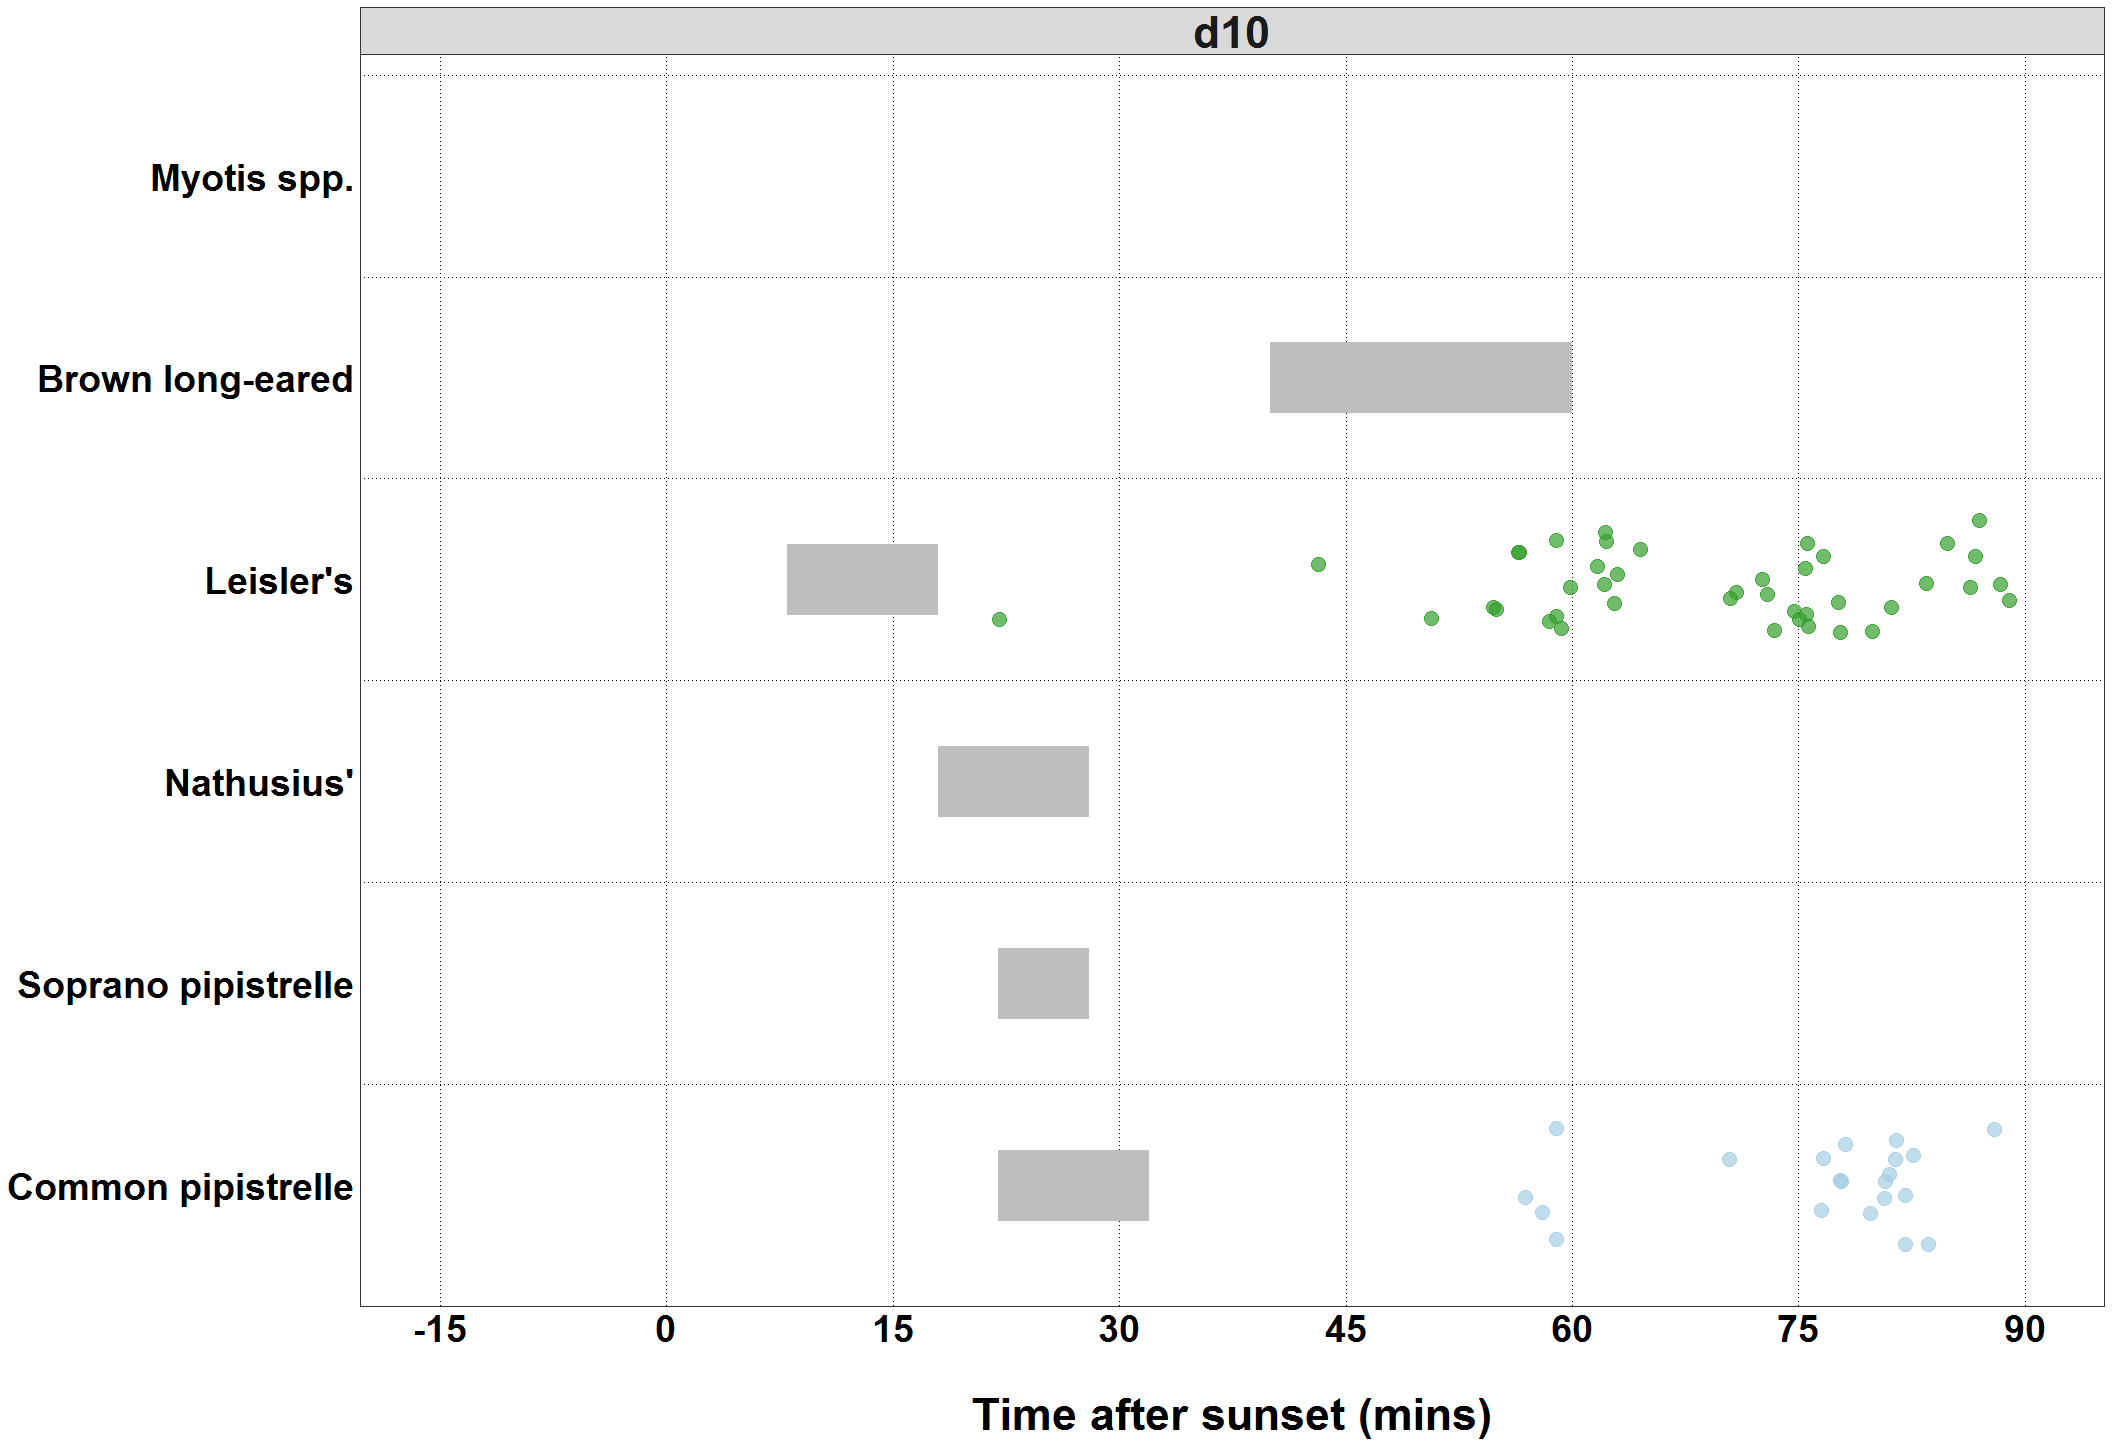 d10
Myotis spp.
Brown long-eared
Leisler's
Nathusius'
Soprano pipistrelle
Common pipistrelle
-15 0 15 30 45 60 75 90
Time after sunset (mins)